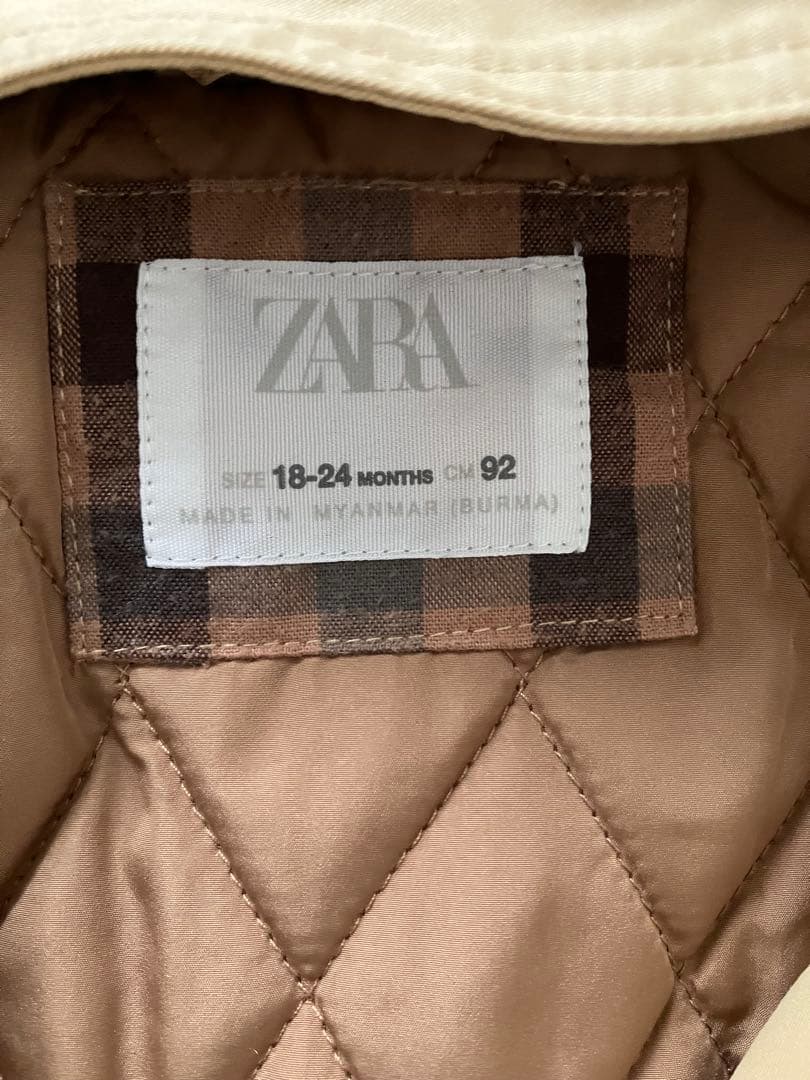 ZARA
SIZE 18-24 MONTHS CM 92
MADE IN MYANMAR (BURMA)